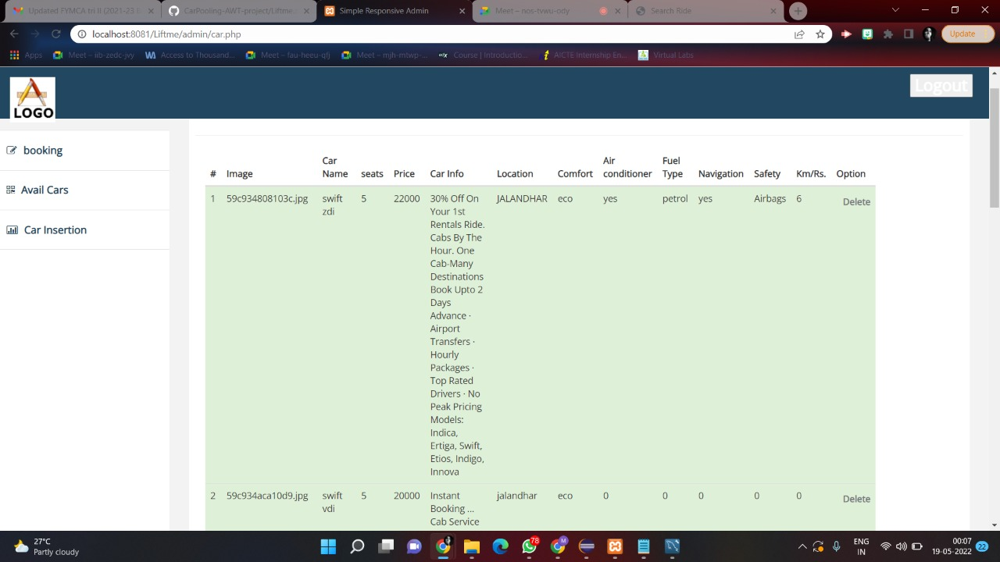 Updated FYMCA tri II (2021-23 B
CarPooling-AWT-project/Liftme.
Simple Responsive Admin
Meet – nos-tvwu-ody
Search Ride
localhost:8081/Liftme/admin/car.php
Update
Apps
Meet – iib-zedc-jvy
Access to Thousand...
Meet – fau-heeu-qfj
Meet – mjh-mtwp-...
Course | Introductio...
AICTE Internship En...
Virtual Labs
LOGO
Logout
booking
Avail Cars
Car Insertion
# Image Car Name seats Price Car Info Location Comfort Air conditioner Fuel Type Navigation Safety Km/Rs. Option
1 59c934808103c.jpg swift zdi 5 22000
30% Off On
Your 1st
Rentals Ride.
Cabs By The
Hour. One
Cab-Many
Destinations
Book Upto 2
Days
Advance ·
Airport
Transfers ·
Hourly
Packages ·
Top Rated
Drivers · No
Peak Pricing
Models:
Indica,
Ertiga, Swift,
Etios, Indigo,
Innova
JALANDHAR eco yes petrol yes Airbags 6 Delete
2 59c934aca10d9.jpg swift vdi 5 20000
Instant
Booking ...
Cab Service
jalandhar eco 0 0 0 0 0 Delete
27°C
Partly cloudy
78
M
ENG
IN
00:07
19-05-2022
22